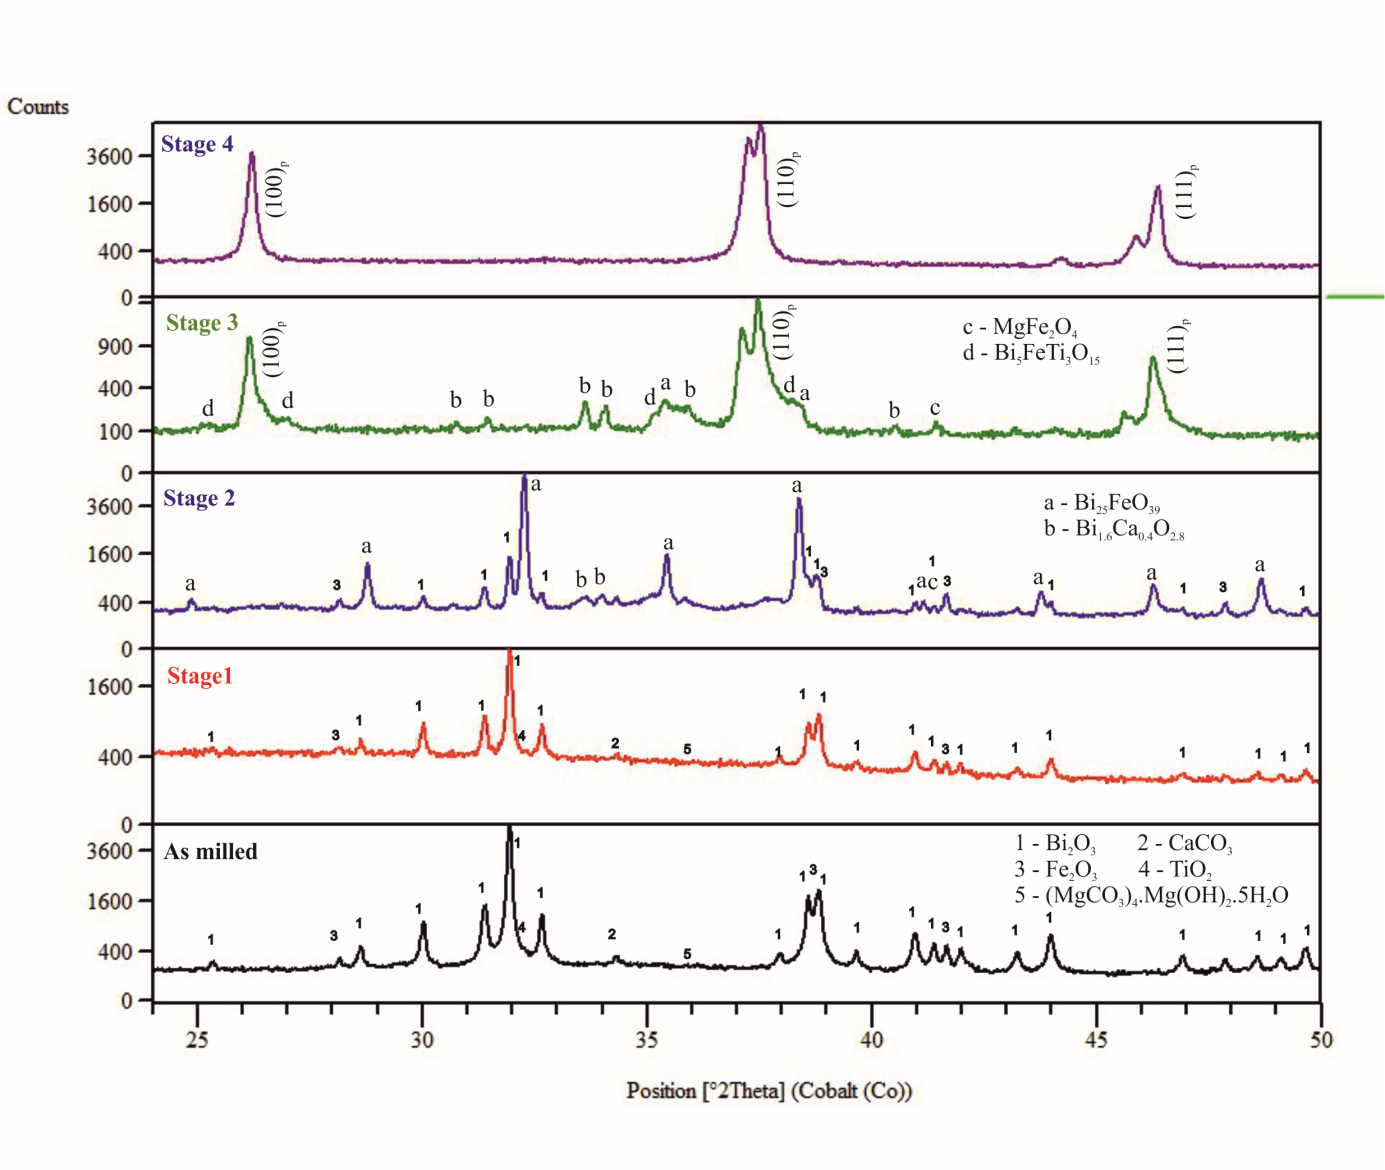 Counts
Stage 4
3600
1600
400
0
(100)p
(110)p
(111)p
Stage 3
900
400
100
0
d
(100)p
d
b
b
b
b
d
a
b
(110)p
d
a
b
c
(111)p
c - MgFe₂O₄
d - Bi₅FeTi₃O₁₅
Stage 2
3600
1600
400
0
a
3
a
1
1
1
a
1
b
b
a
a
1
1
3
1
a
c
1
3
a
1
a
1
3
a
1
a - Bi₂₅FeO₃₉
b - Bi₁.₆Ca₀.₄O₂.₈
Stage1
1600
400
0
1
3
1
1
1
1
4
1
2
5
1
1
1
1
1
1
3
1
1
1
1
1
1
1
As milled
3600
1600
400
0
1
3
1
1
1
1
4
1
2
5
1
1
3
1
1
1
1
3
1
1
1
1
1
1
1
1 - Bi₂O₃ 2 - CaCO₃
3 - Fe₂O₃ 4 - TiO₂
5 - (MgCO₃)₄.Mg(OH)₂.5H₂O
25 30 35 40 45 50
Position [°2Theta] (Cobalt (Co))